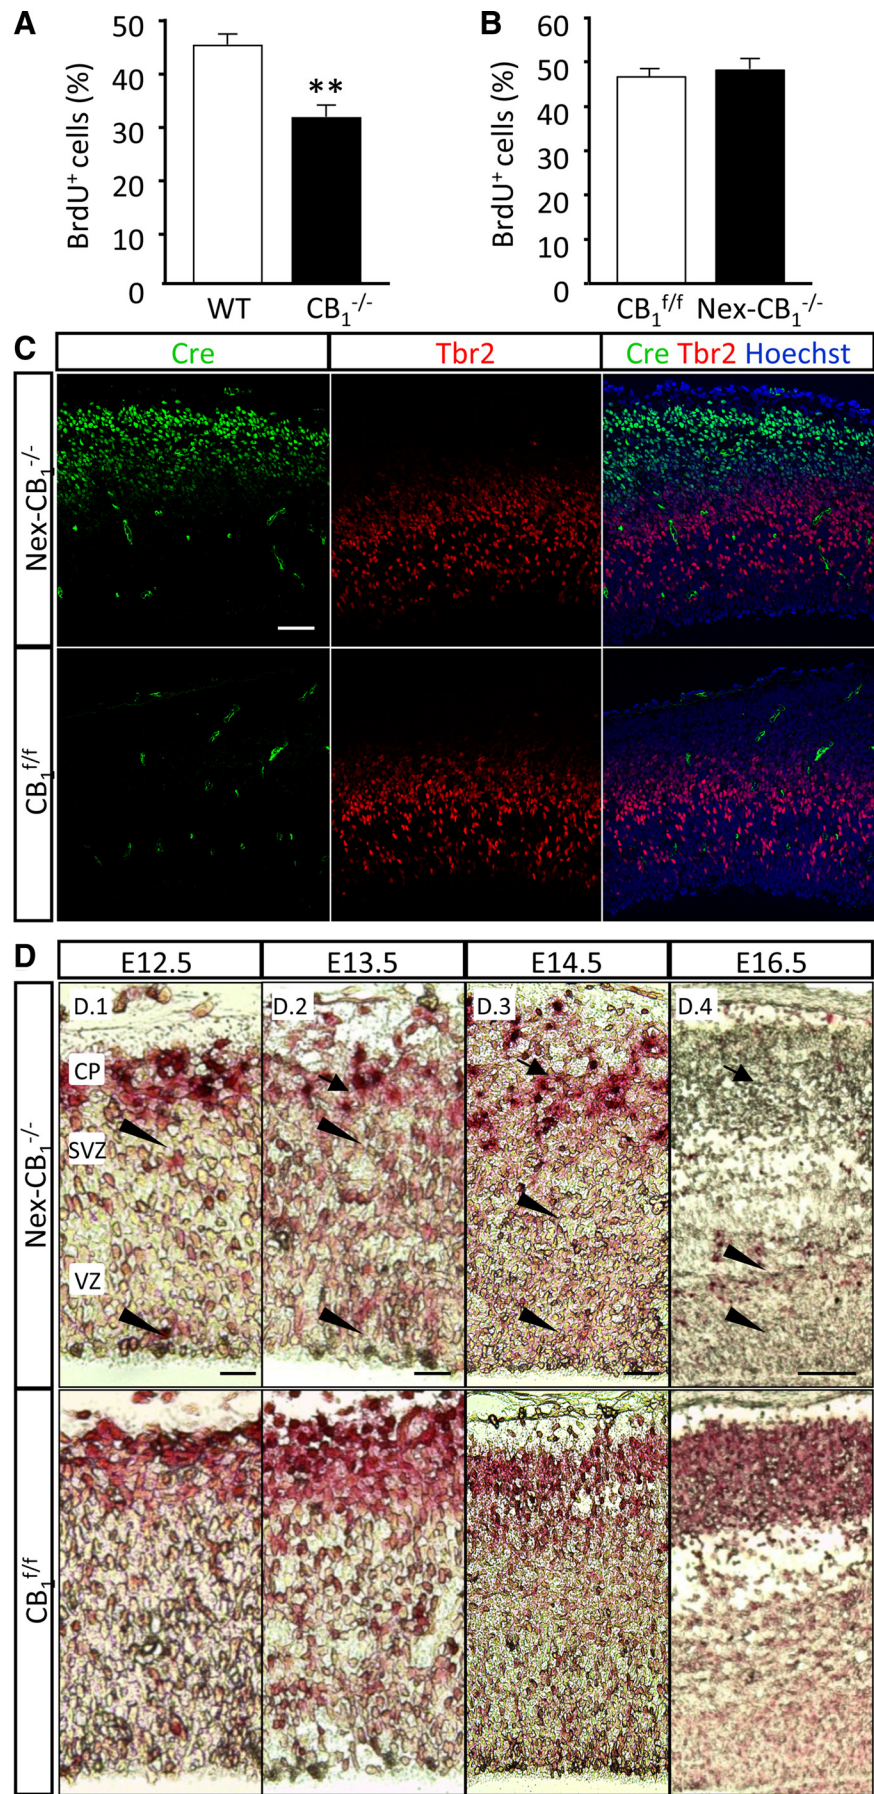 A
BrdU⁺ cells (%)
50
40
30
20
10
0
**
WT
CB₁⁻/⁻
B
BrdU⁺ cells (%)
60
50
40
30
20
10
0
CB₁ᶠ/ᶠ
Nex-CB₁⁻/⁻
C
Cre
Tbr2
Cre Tbr2 Hoechst
Nex-CB₁⁻/⁻
CB₁ᶠ/ᶠ
D
E12.5
E13.5
E14.5
E16.5
Nex-CB₁⁻/⁻
D.1
D.2
D.3
D.4
CP
SVZ
VZ
CB₁ᶠ/ᶠ